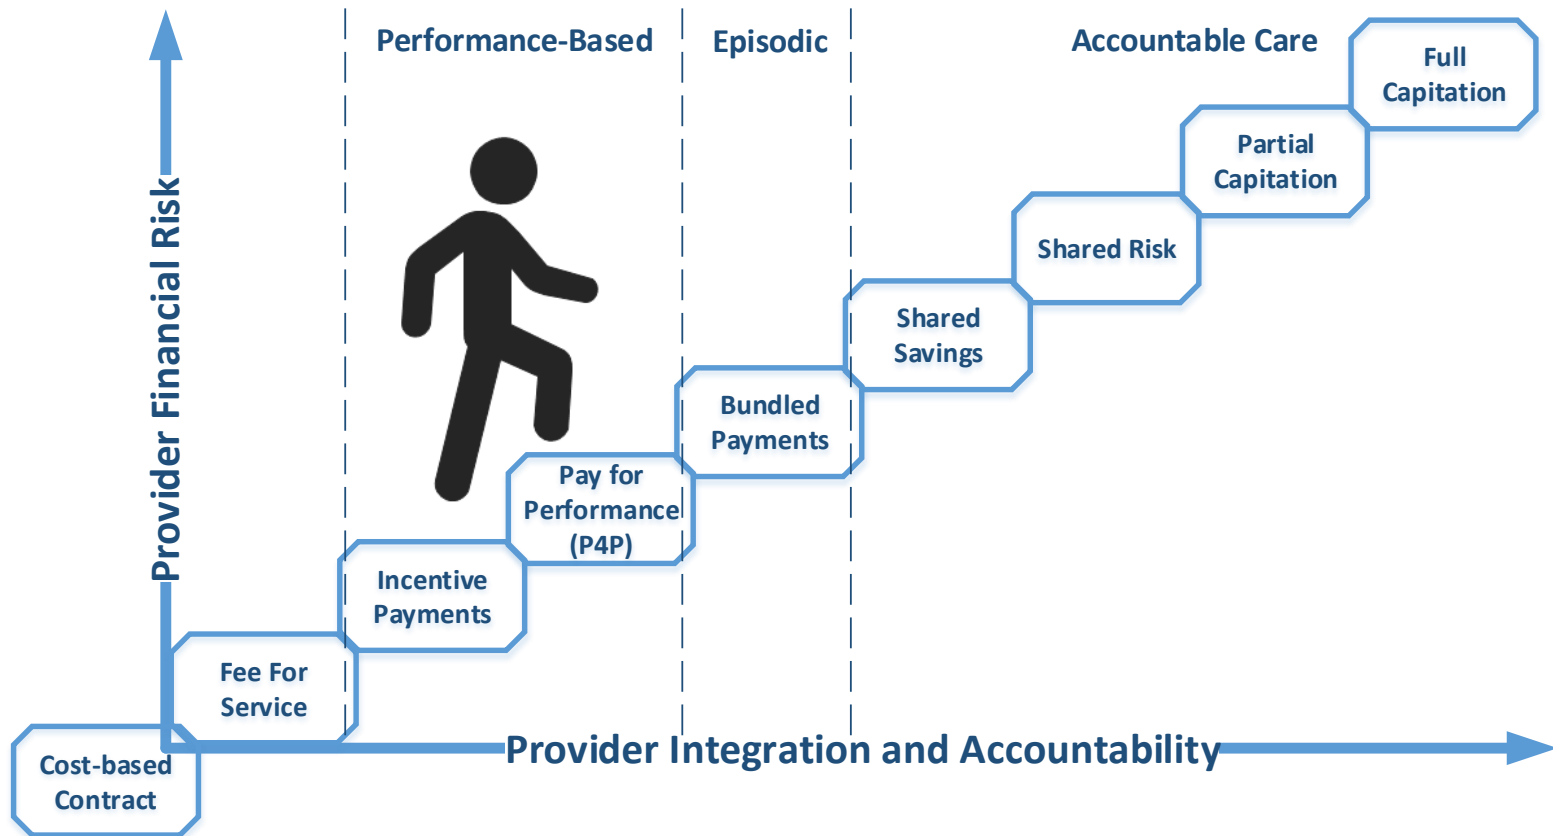 Performance-Based
Episodic
Accountable Care
Full
Capitation
Partial
Capitation
Shared Risk
Shared
Savings
Bundled
Payments
Pay for
Performance
(P4P)
Incentive
Payments
Fee For
Service
Cost-based
Contract
Provider Financial Risk
Provider Integration and Accountability